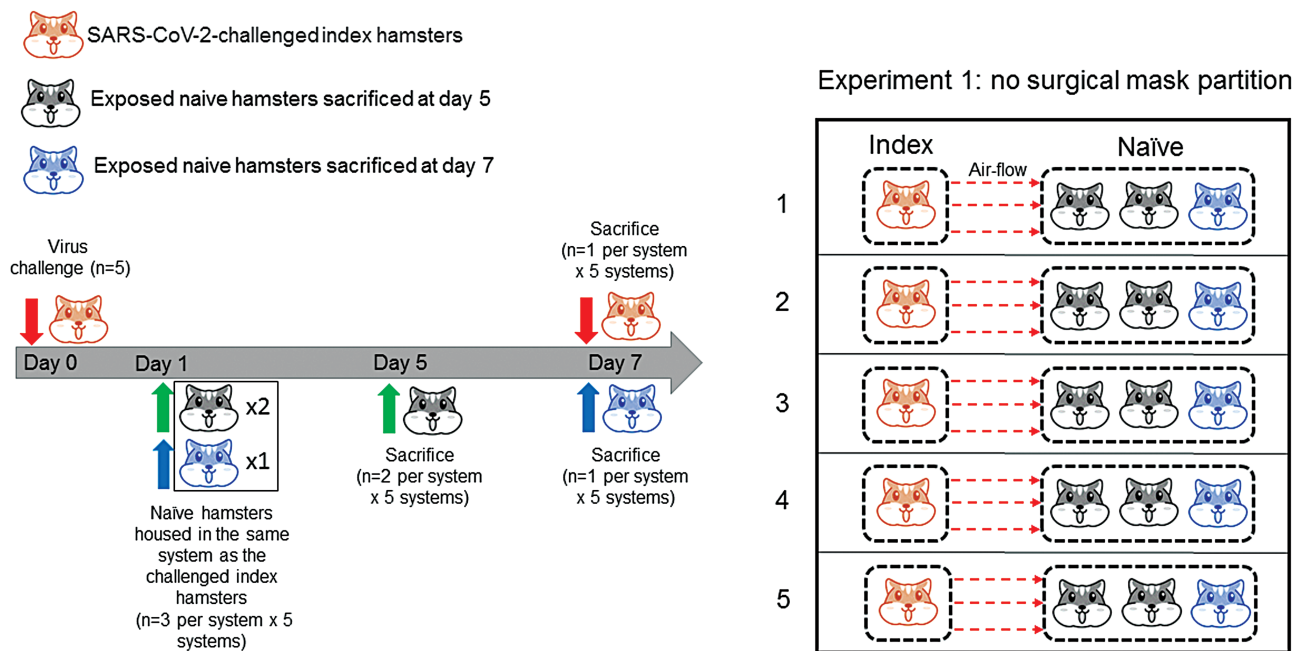 SARS-CoV-2-challenged index hamsters
Exposed naive hamsters sacrificed at day 5
Exposed naive hamsters sacrificed at day 7
Virus
challenge (n=5)
Sacrifice
(n=1 per system
x 5 systems)
Day 0
Day 1
Day 5
Day 7
x2
x1
Naïve hamsters
housed in the same
system as the
challenged index
hamsters
(n=3 per system x 5
systems)
Sacrifice
(n=2 per system
x 5 systems)
Sacrifice
(n=1 per system
x 5 systems)
Experiment 1: no surgical mask partition
Index
Naïve
Air-flow
1
2
3
4
5